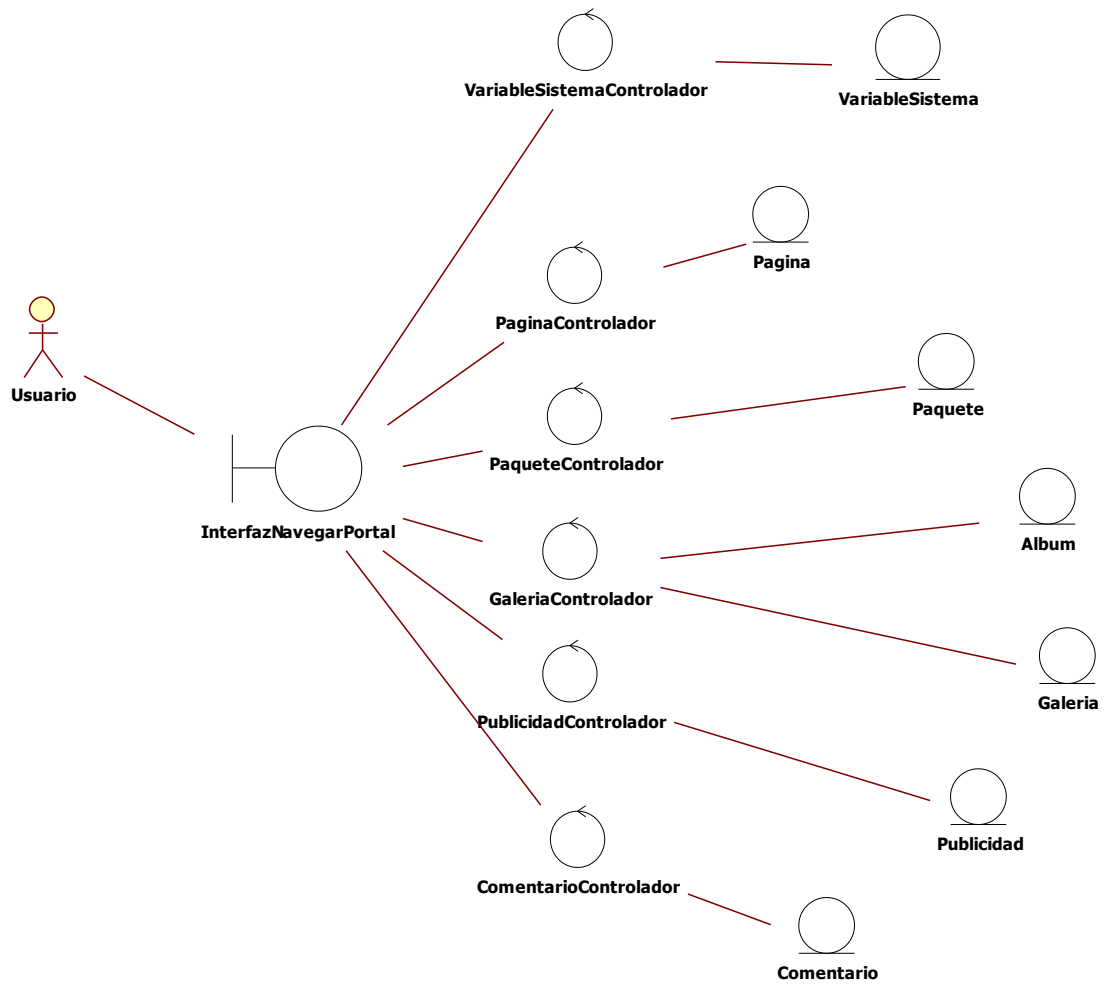 VariableSistemaControlador
VariableSistema
Pagina
PaginaControlador
Usuario
Paquete
PaqueteControlador
InterfazNavegarPortal
Album
GaleriaControlador
Galeria
PublicidadControlador
Publicidad
ComentarioControlador
Comentario